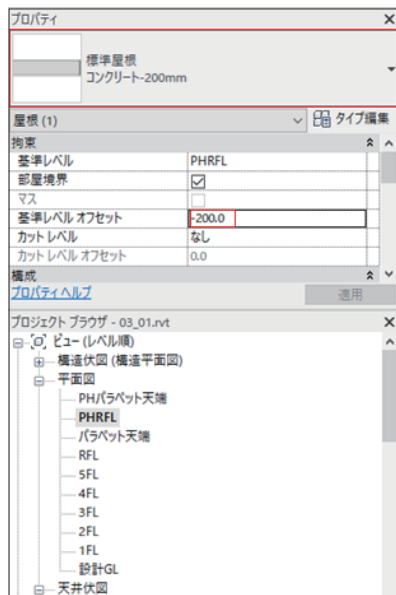 プロパティ
標準屋根
コンクリート-200mm
屋根 (1)
タイプ編集
拘束
基準レベル PHRFL
部屋境界
マス
基準レベル オフセット -200.0
カット レベル なし
カット レベル オフセット 0.0
構成
プロパティ ヘルプ 適用
プロジェクト ブラウザ - 03_01.rvt
ビュー (レベル順)
構造伏図 (構造平面図)
平面図
PHパラペット天端
PHRFL
パラペット天端
RFL
5FL
4FL
3FL
2FL
1FL
設計GL
天井伏図